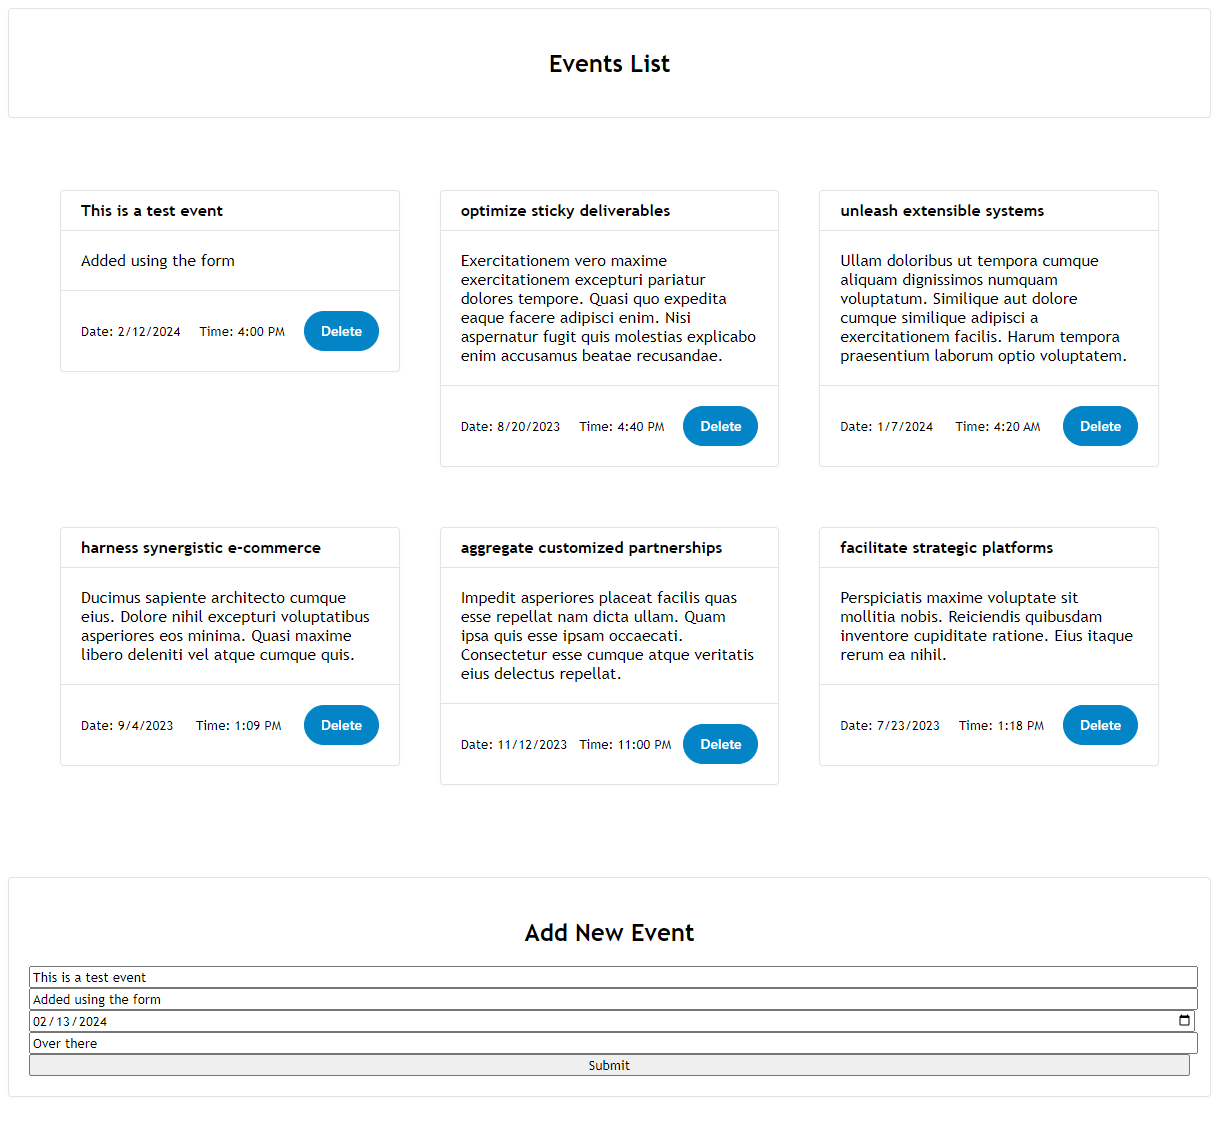 Events List
This is a test event
Added using the form
Date: 2/12/2024 Time: 4:00 PM Delete
optimize sticky deliverables
Exercitationem vero maxime
exercitationem excepturi pariatur
dolores tempore. Quasi quo expedita
eaque facere adipisci enim. Nisi
aspernatur fugit quis molestias explicabo
enim accusamus beatae recusandae.
Date: 8/20/2023 Time: 4:40 PM Delete
unleash extensible systems
Ullam doloribus ut tempora cumque
aliquam dignissimos numquam
voluptatum. Similique aut dolore
cumque similique adipisci a
exercitationem facilis. Harum tempora
praesentium laborum optio voluptatem.
Date: 1/7/2024 Time: 4:20 AM Delete
harness synergistic e-commerce
Ducimus sapiente architecto cumque
eius. Dolore nihil excepturi voluptatibus
asperiores eos minima. Quasi maxime
libero deleniti vel atque cumque quis.
Date: 9/4/2023 Time: 1:09 PM Delete
aggregate customized partnerships
Impedit asperiores placeat facilis quas
esse repellat nam dicta ullam. Quam
ipsa quis esse ipsam occaecati.
Consectetur esse cumque atque veritatis
eius delectus repellat.
Date: 11/12/2023 Time: 11:00 PM Delete
facilitate strategic platforms
Perspiciatis maxime voluptate sit
mollitia nobis. Reiciendis quibusdam
inventore cupiditate ratione. Eius itaque
rerum ea nihil.
Date: 7/23/2023 Time: 1:18 PM Delete
Add New Event
This is a test event
Added using the form
02/13/2024
Over there
Submit